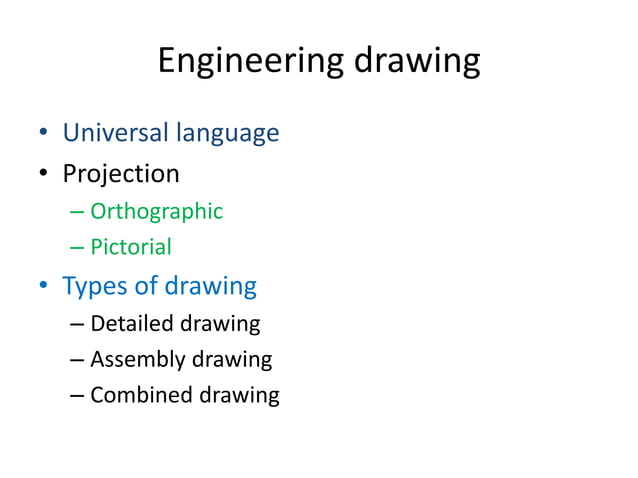 Engineering drawing
• Universal language
• Projection
– Orthographic
– Pictorial
• Types of drawing
– Detailed drawing
– Assembly drawing
– Combined drawing